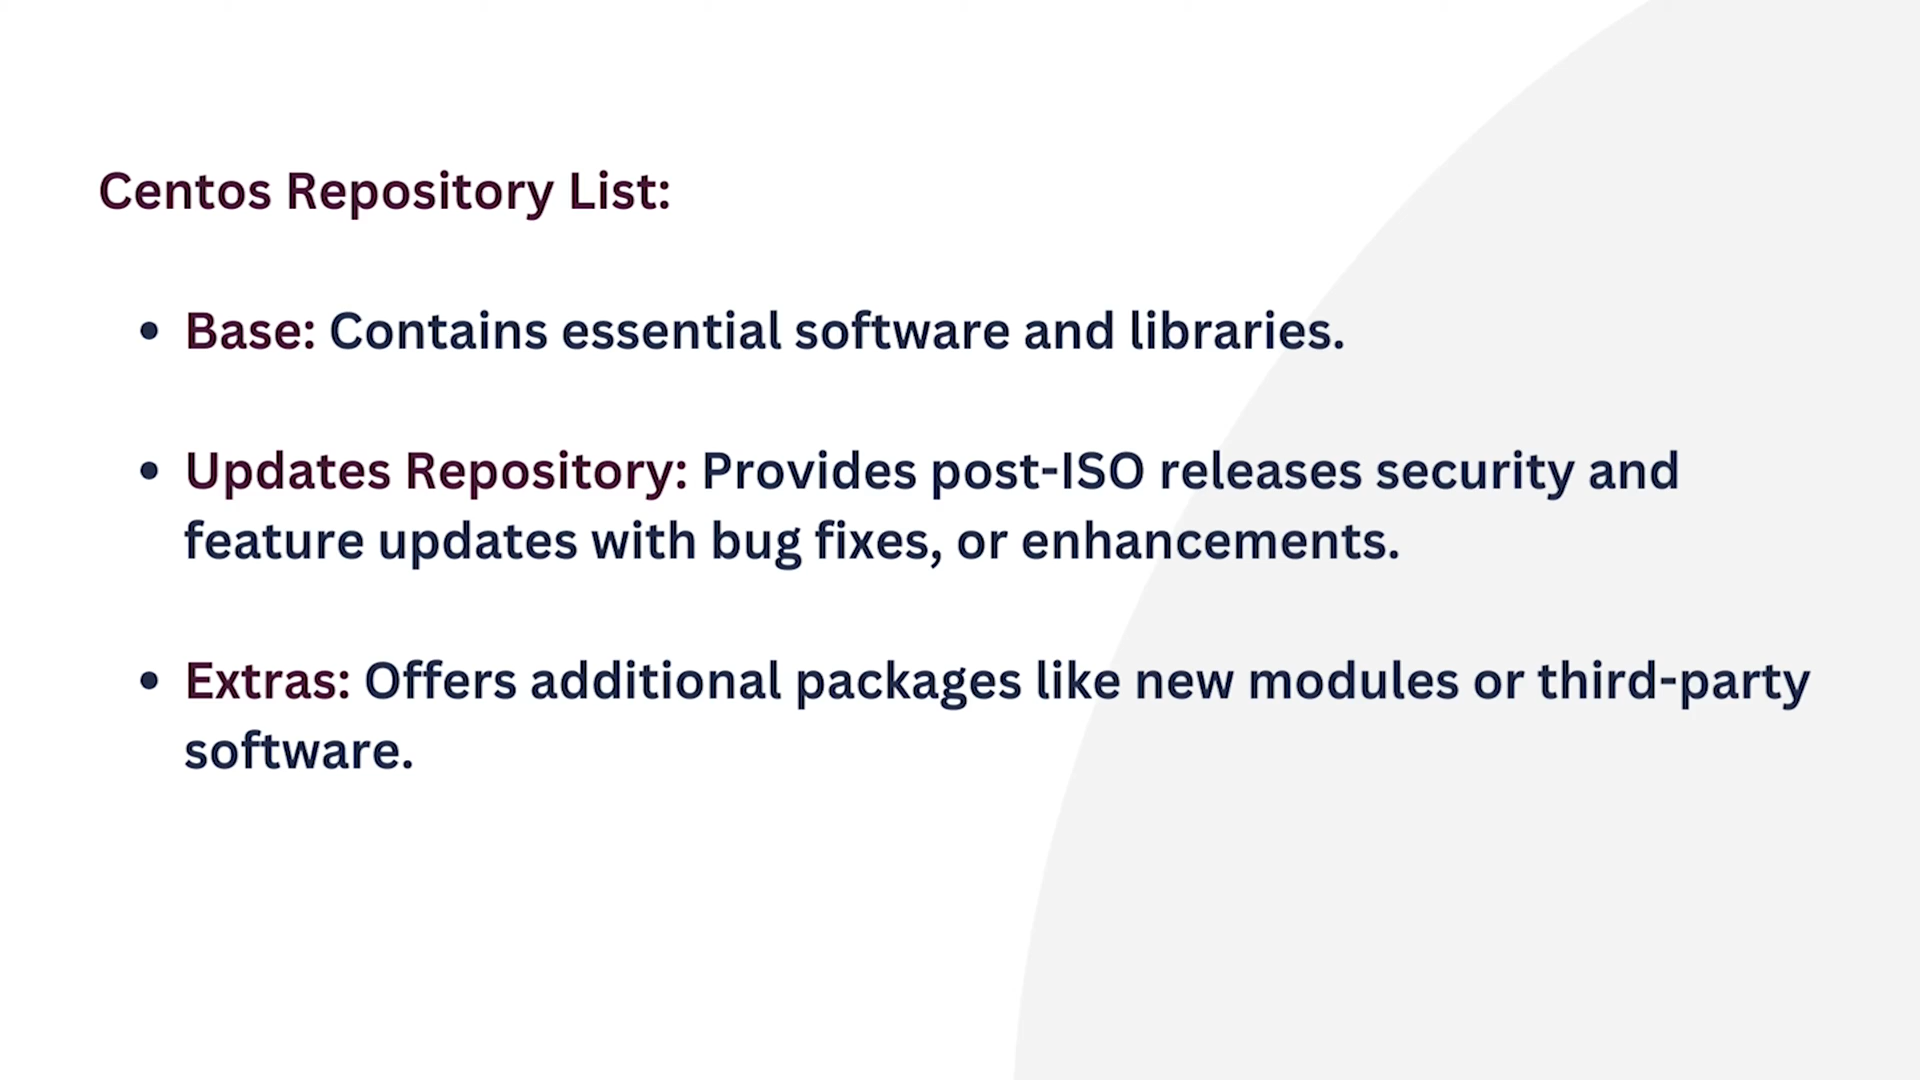 Centos Repository List:
• Base: Contains essential software and libraries.
• Updates Repository: Provides post-ISO releases security and
feature updates with bug fixes, or enhancements.
• Extras: Offers additional packages like new modules or third-party
software.